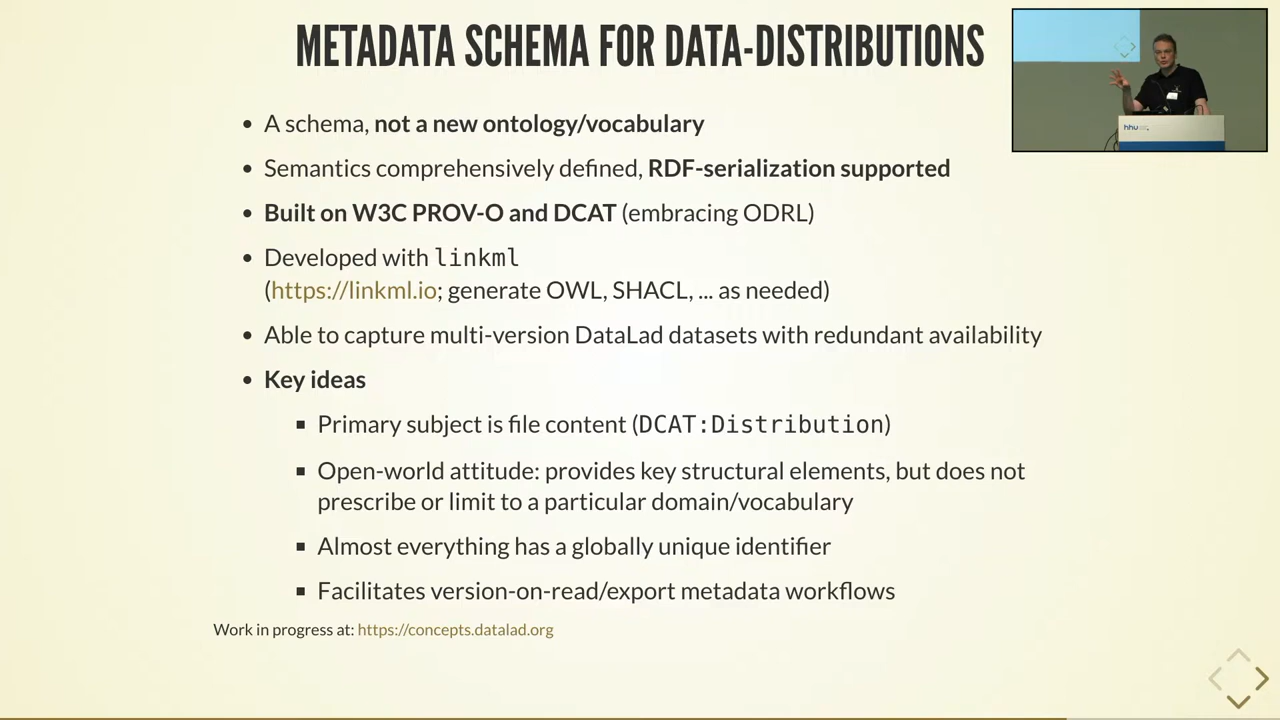 METADATA SCHEMA FOR DATA-DISTRIBUTIONS
A schema, not a new ontology/vocabulary
Semantics comprehensively defined, RDF-serialization supported
Built on W3C PROV-O and DCAT (embracing ODRL)
Developed with linkml
(https://linkml.io; generate OWL, SHACL, ... as needed)
Able to capture multi-version DataLad datasets with redundant availability
Key ideas
Primary subject is file content (DCAT:Distribution)
Open-world attitude: provides key structural elements, but does not
prescribe or limit to a particular domain/vocabulary
Almost everything has a globally unique identifier
Facilitates version-on-read/export metadata workflows
Work in progress at: https://concepts.datalad.org
hhu